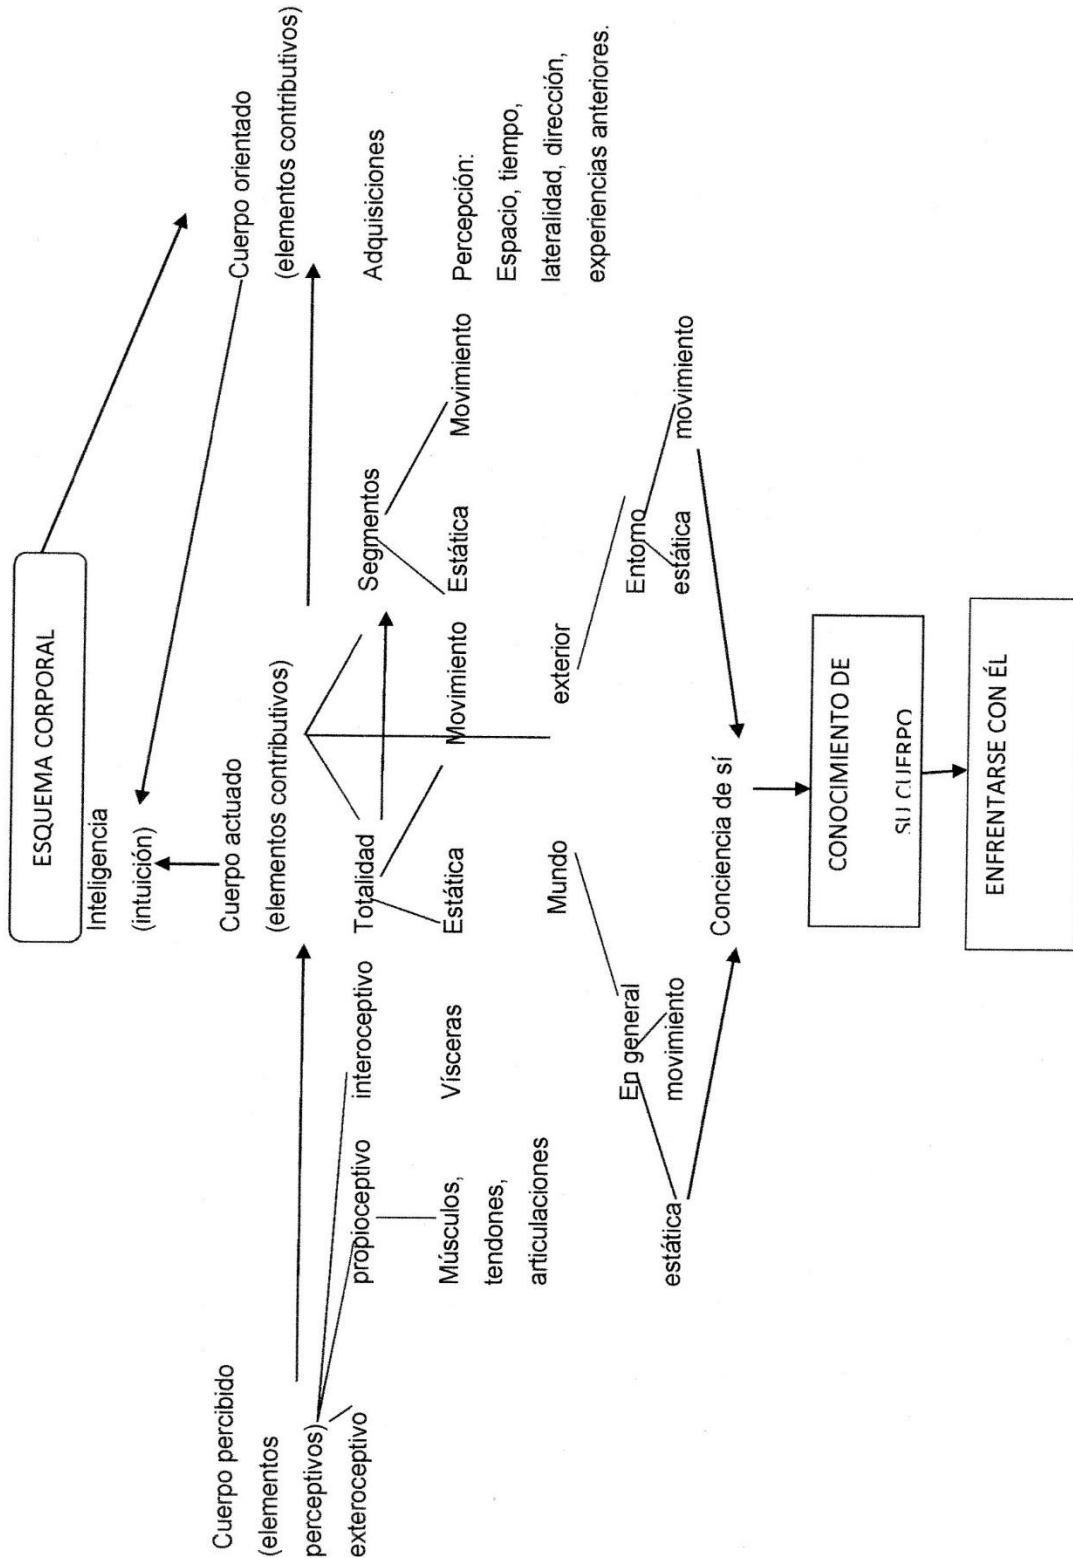 ESQUEMA CORPORAL
Inteligencia
(intuición)
Cuerpo percibido
(elementos
perceptivos)
exteroceptivo
propioceptivo
Músculos,
tendones,
articulaciones
interoceptivo
Vísceras
Cuerpo actuado
(elementos contributivos)
Totalidad
Estática
Movimiento
Segmentos
Estática
Movimiento
Cuerpo orientado
(elementos contributivos)
Adquisiciones
Percepción:
Espacio, tiempo,
lateralidad, dirección,
experiencias anteriores.
Mundo
exterior
En general
estática
movimiento
Entorno
estática
movimiento
Conciencia de sí
CONOCIMIENTO DE
SU CUERPO
ENFRENTARSE CON ÉL